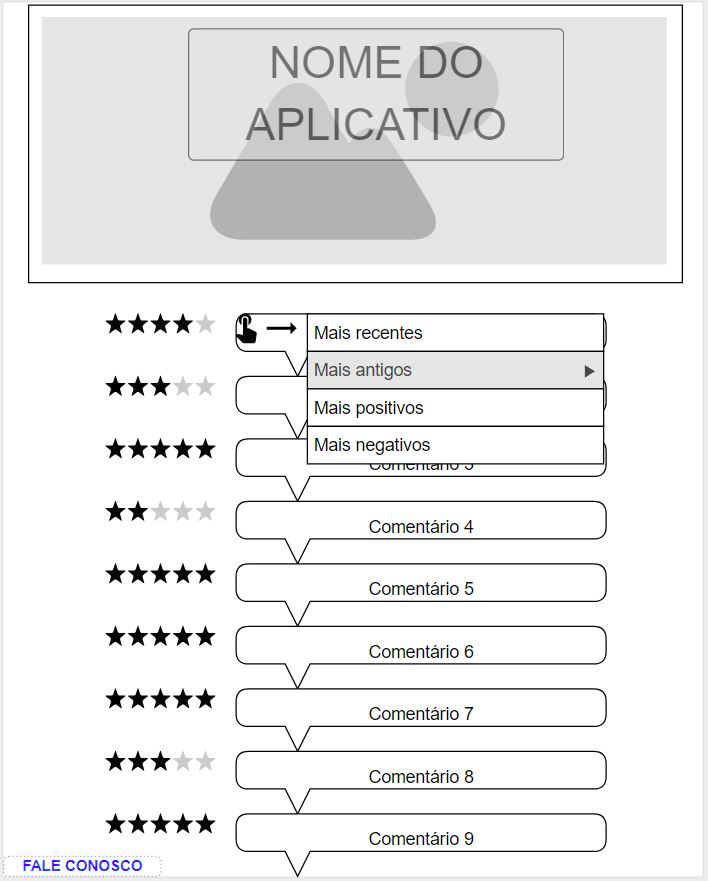 NOME DO
APLICATIVO
Mais recentes
Mais antigos
Mais positivos
Mais negativos
Comentário 3
Comentário 4
Comentário 5
Comentário 6
Comentário 7
Comentário 8
Comentário 9
FALE CONOSCO